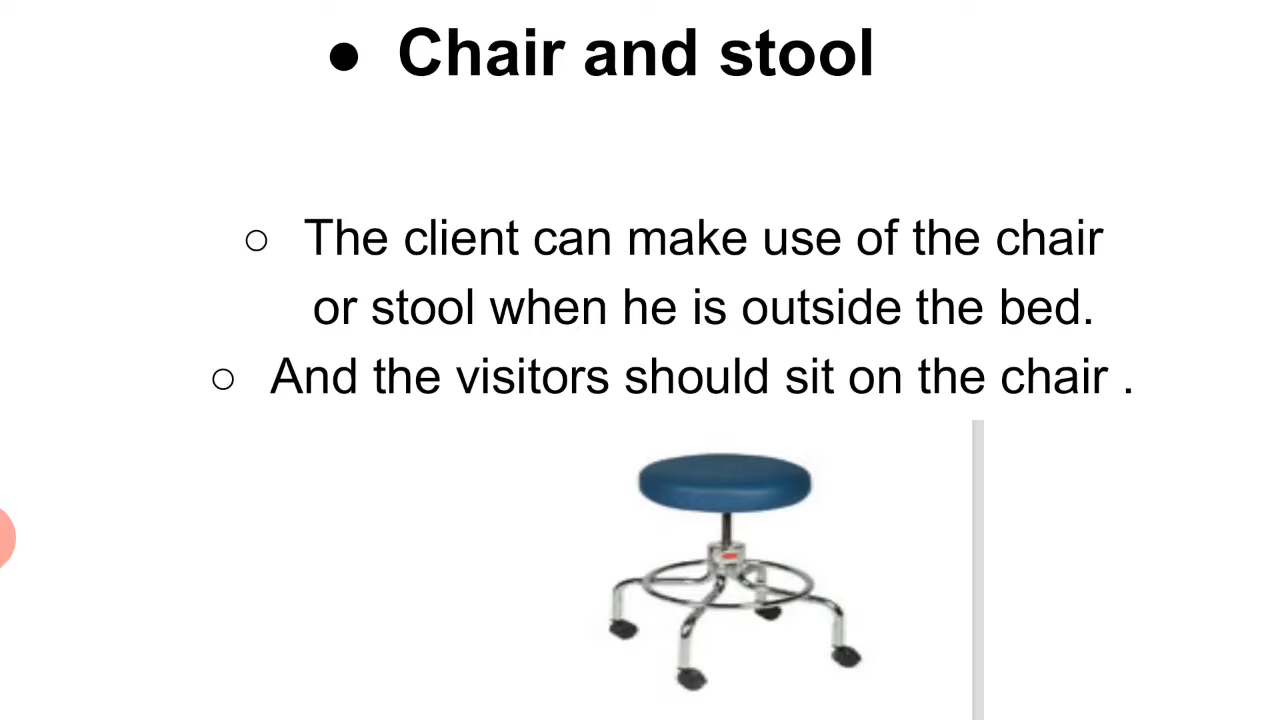 ● Chair and stool
○ The client can make use of the chair
or stool when he is outside the bed.
○ And the visitors should sit on the chair .